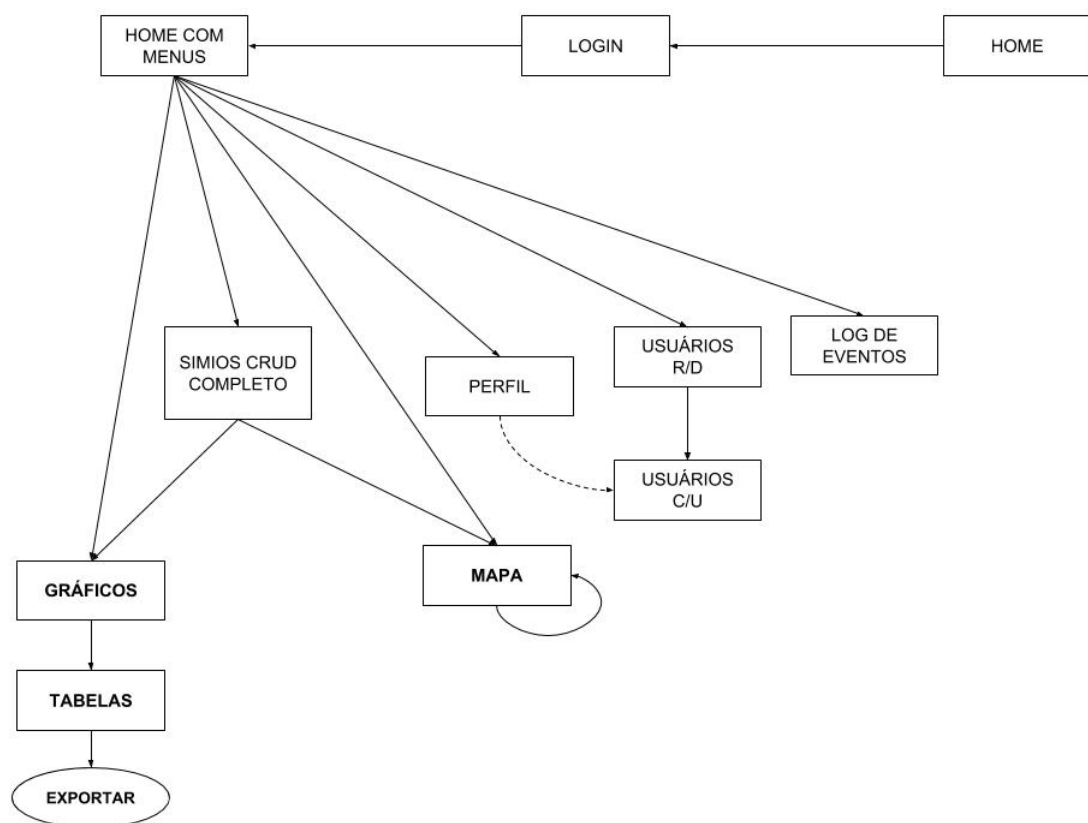 HOME COM
MENUS
LOGIN
HOME
SIMIOS CRUD
COMPLETO
PERFIL
USUÁRIOS
R/D
LOG DE
EVENTOS
USUÁRIOS
C/U
GRÁFICOS
MAPA
TABELAS
EXPORTAR